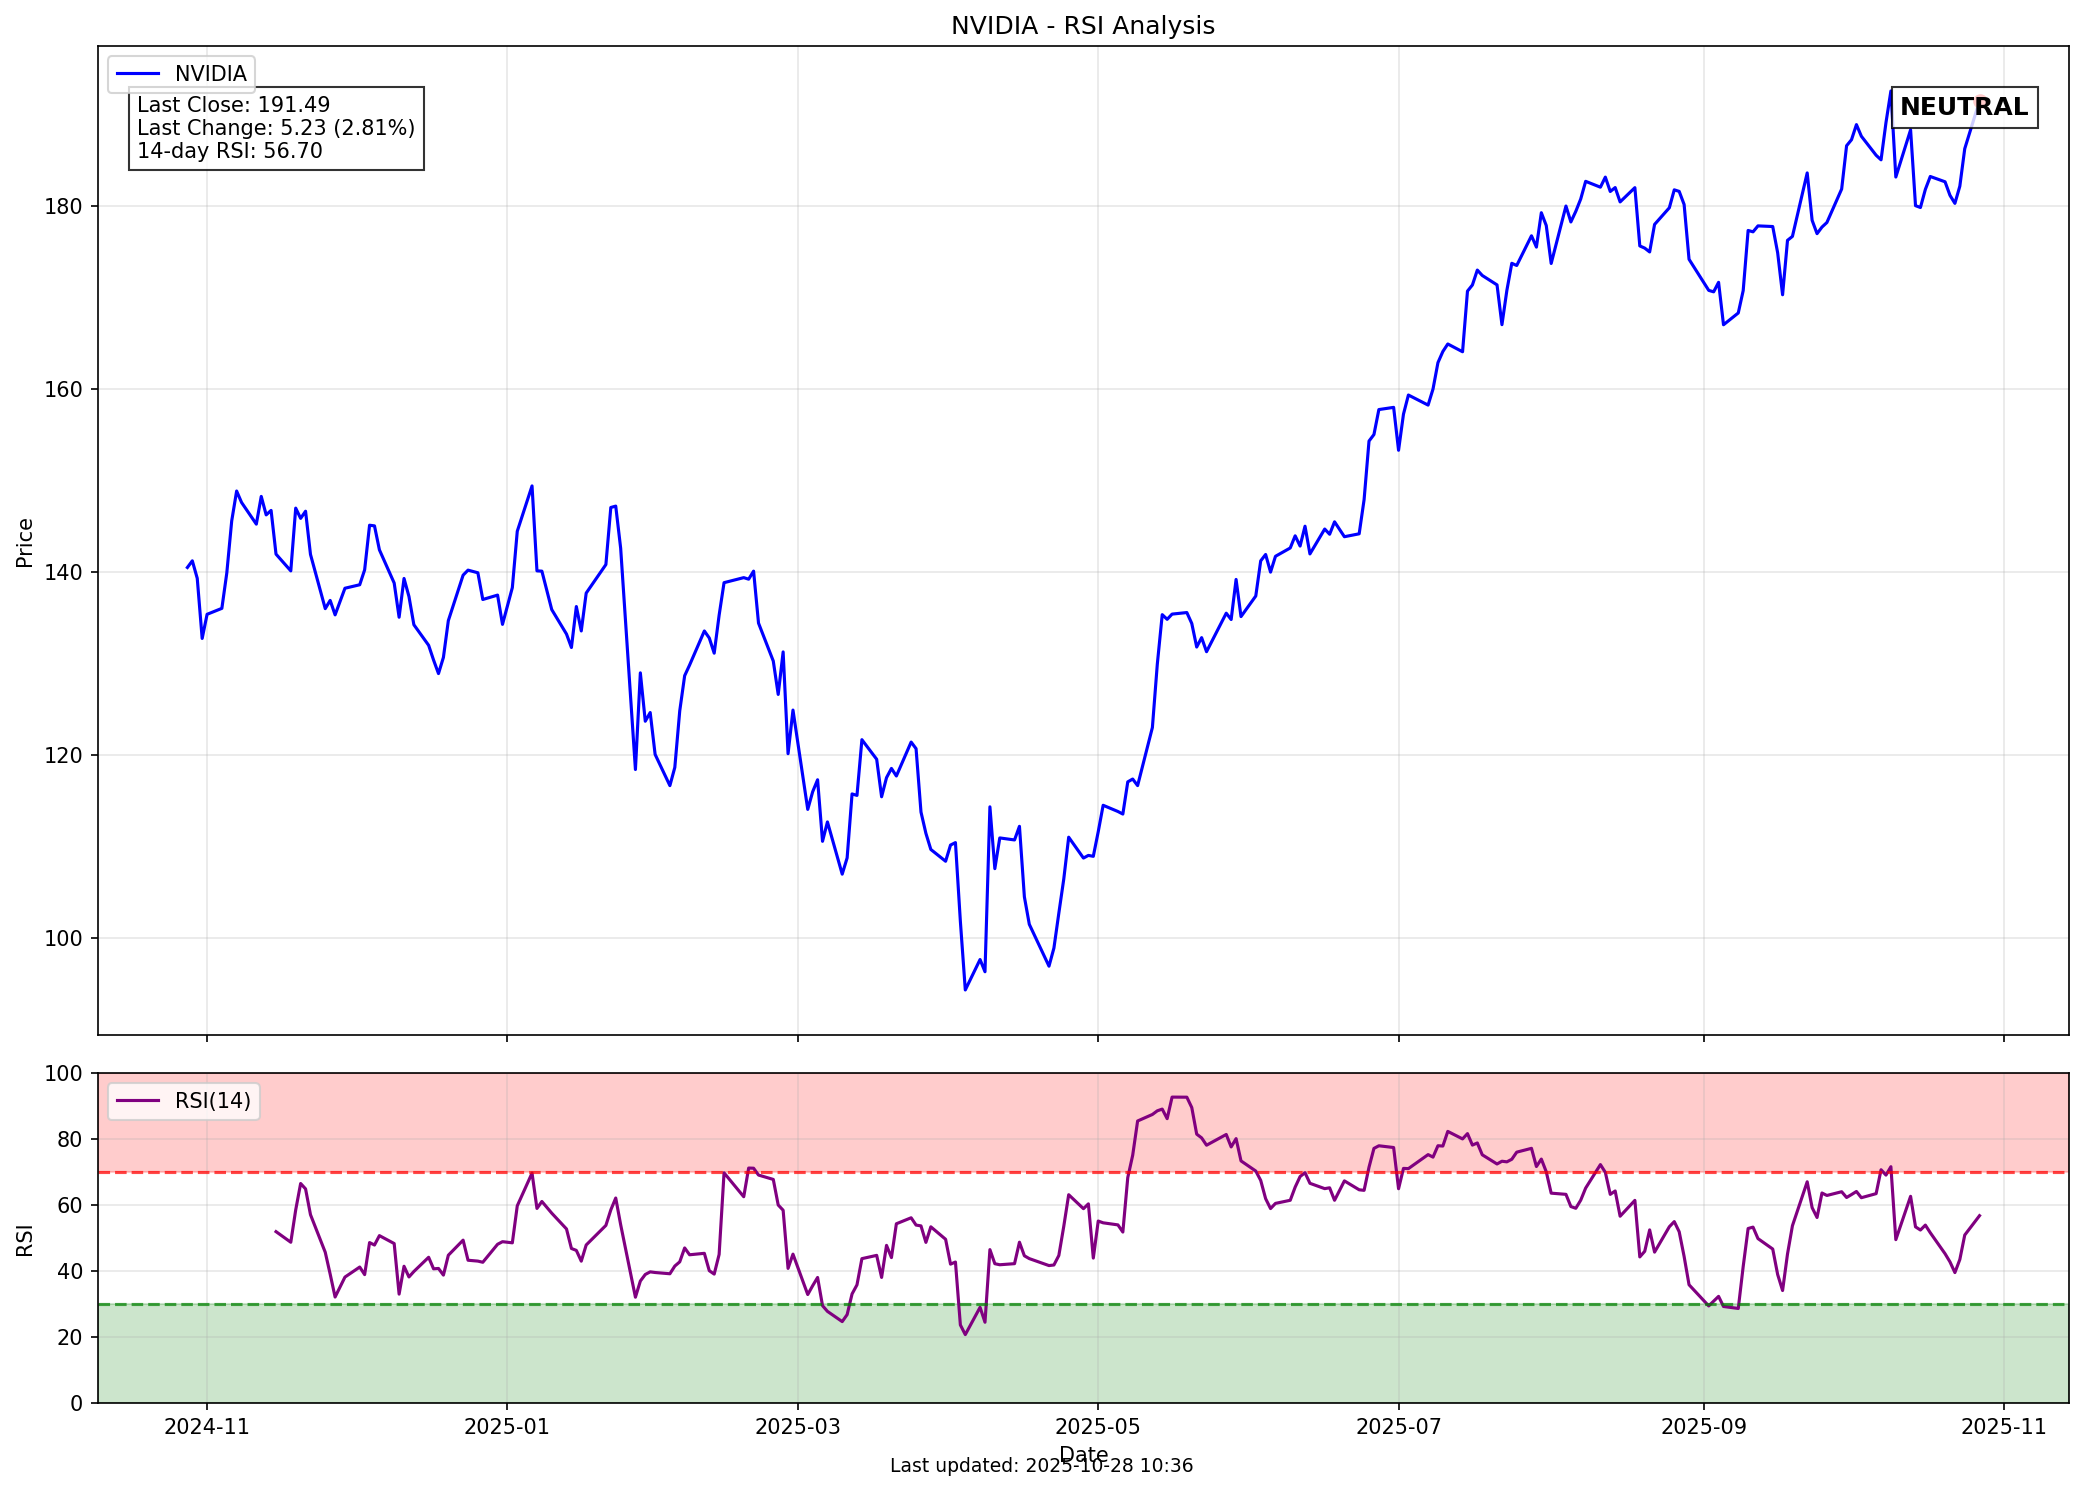 NVIDIA - RSI Analysis
NVIDIA
Last Close: 191.49
Last Change: 5.23 (2.81%)
14-day RSI: 56.70
NEUTRAL
Price
180
160
140
120
100
RSI(14)
RSI
100
80
60
40
20
0
2024-11
2025-01
2025-03
2025-05
2025-07
2025-09
2025-11
Date
Last updated: 2025-10-28 10:36